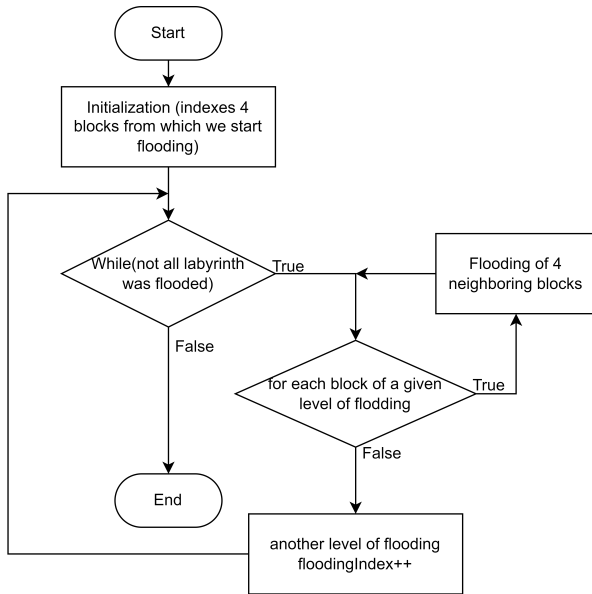 Start
Initialization (indexes 4
blocks from which we start
flooding)
While(not all labyrinth
was flooded)
True
Flooding of 4
neighboring blocks
False
for each block of a given
level of flodding
True
False
End
another level of flooding
floodingIndex++